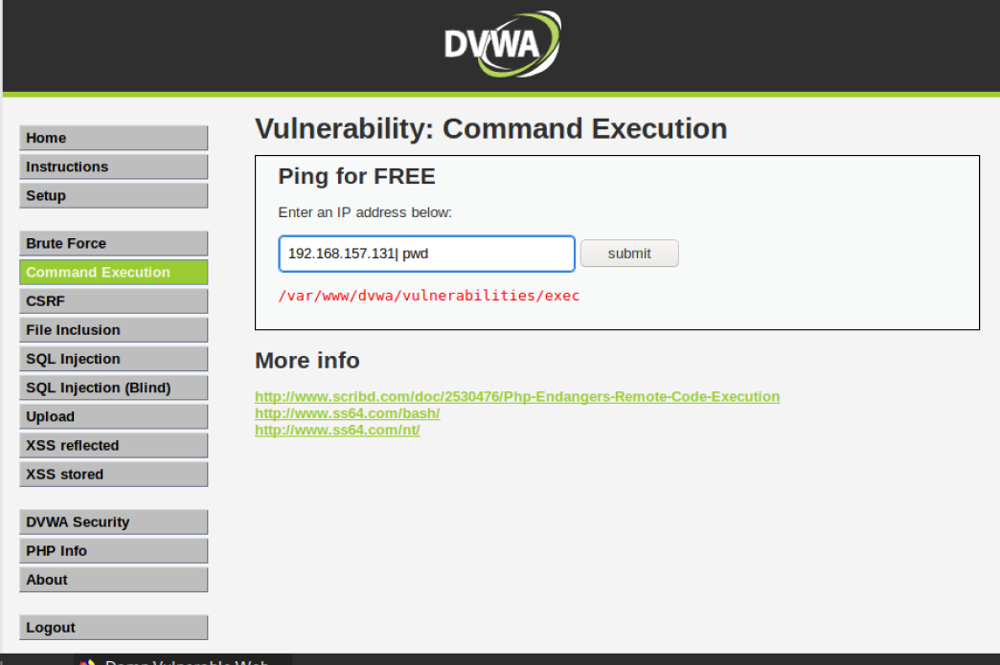 DVWA
Home
Instructions
Setup
Brute Force
Command Execution
CSRF
File Inclusion
SQL Injection
SQL Injection (Blind)
Upload
XSS reflected
XSS stored
DVWA Security
PHP Info
About
Logout
Vulnerability: Command Execution
Ping for FREE
Enter an IP address below:
192.168.157.131| pwd
submit
/var/www/dvwa/vulnerabilities/exec
More info
http://www.scribd.com/doc/2530476/Php-Endangers-Remote-Code-Execution
http://www.ss64.com/bash/
http://www.ss64.com/nt/
Damn Vulnerable Web